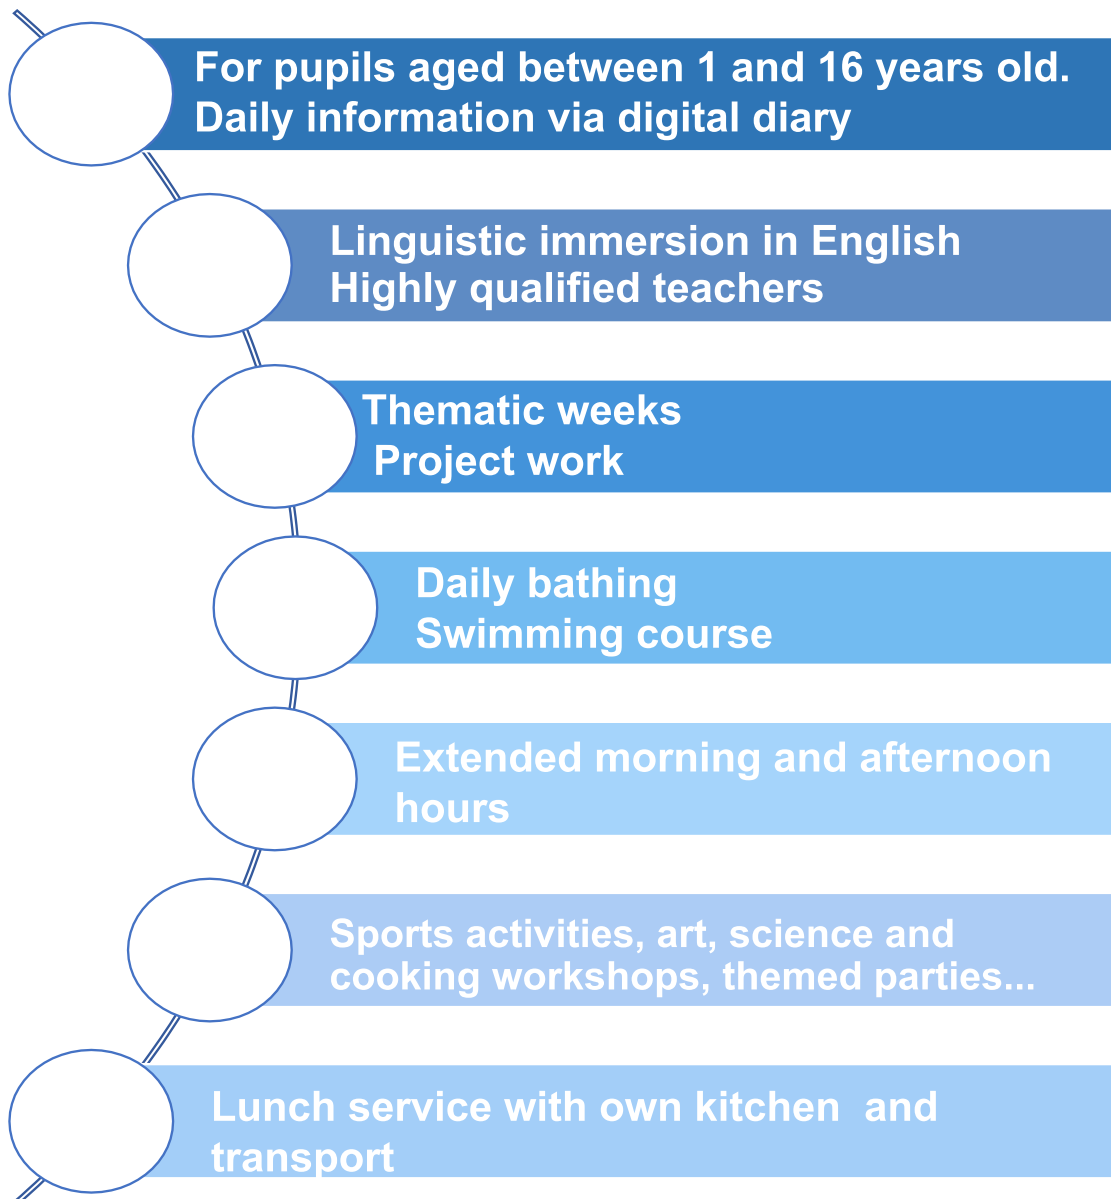 For pupils aged between 1 and 16 years old.
Daily information via digital diary
Linguistic immersion in English
Highly qualified teachers
Thematic weeks
Project work
Daily bathing
Swimming course
Extended morning and afternoon
hours
Sports activities, art, science and
cooking workshops, themed parties...
Lunch service with own kitchen  and
transport